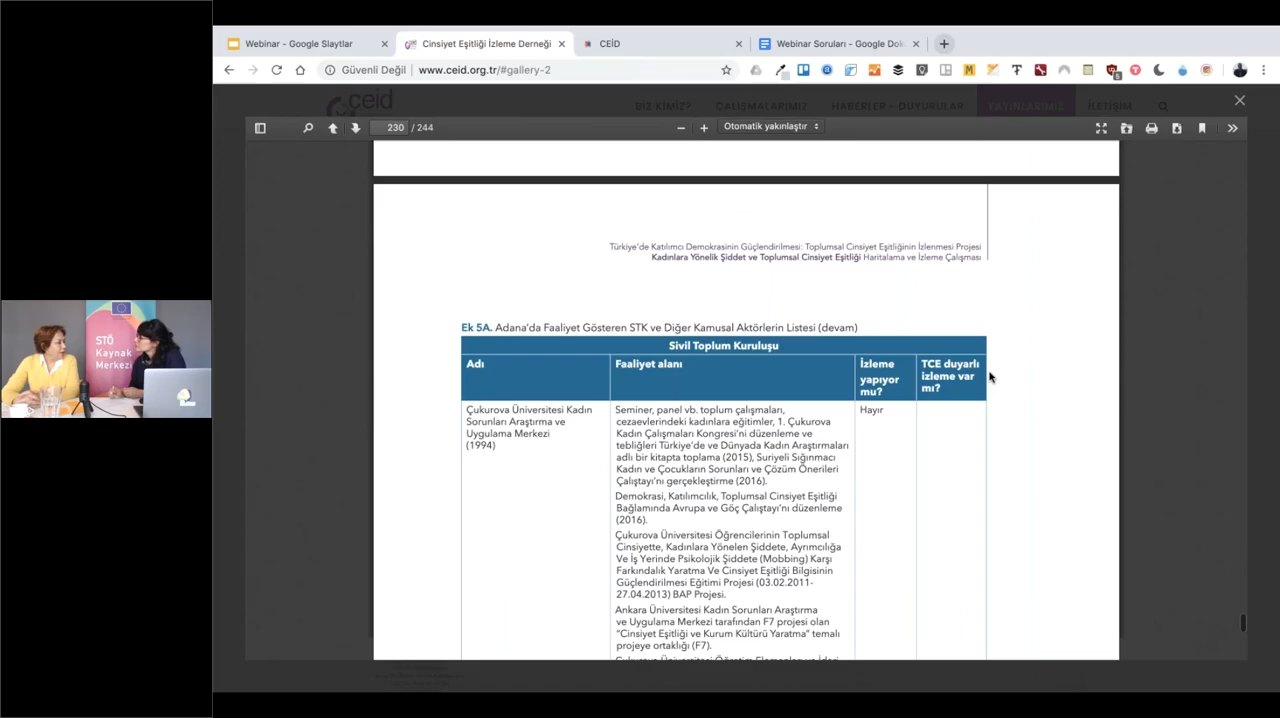 Webinar - Google Slaytlar
Cinsiyet Eşitliği İzleme Derneği
CEİD
Webinar Soruları - Google Dok
Güvenli Değil
www.ceid.org.tr/#gallery-2
ceid
BİZ KİMİZ?
ÇALIŞMALARIMIZ
HABERLER - DUYURULAR
YAYINLARIMIZ
İLETİŞİM
230 / 244
Otomatik yakınlaştır
Türkiye'de Katılımcı Demokrasinin Güçlendirilmesi: Toplumsal Cinsiyet Eşitliğinin İzlenmesi Projesi
Kadınlara Yönelik Şiddet ve Toplumsal Cinsiyet Eşitliği Haritalama ve İzleme Çalışması
Ek 5A. Adana'da Faaliyet Gösteren STK ve Diğer Kamusal Aktörlerin Listesi (devam)
Sivil Toplum Kuruluşu
Adı
Faaliyet alanı
İzleme
yapıyor
mu?
TCE duyarlı
izleme var
mı?
Çukurova Üniversitesi Kadın
Sorunları Araştırma ve
Uygulama Merkezi
(1994)
Seminer, panel vb. toplum çalışmaları,
cezaevlerindeki kadınlara eğitimler, 1. Çukurova
Kadın Çalışmaları Kongresi'ni düzenleme ve
tebliğleri Türkiye'de ve Dünyada Kadın Araştırmaları
adlı bir kitapta toplama (2015), Suriyeli Sığınmacı
Kadın ve Çocukların Sorunları ve Çözüm Önerileri
Çalıştayı'nı gerçekleştirme (2016).
Demokrasi, Katılımcılık, Toplumsal Cinsiyet Eşitliği
Bağlamında Avrupa ve Göç Çalıştayı'nı düzenleme
(2016).
Çukurova Üniversitesi Öğrencilerinin Toplumsal
Cinsiyette, Kadınlara Yönelen Şiddete, Ayrımcılığa
Ve İş Yerinde Psikolojik Şiddete (Mobbing) Karşı
Farkındalık Yaratma Ve Cinsiyet Eşitliği Bilgisinin
Güçlendirilmesi Eğitimi Projesi (03.02.2011-
27.04.2013) BAP Projesi.
Ankara Üniversitesi Kadın Sorunları Araştırma
ve Uygulama Merkezi tarafından F7 projesi olan
"Cinsiyet Eşitliği ve Kurum Kültürü Yaratma" temalı
projeye ortaklığı (F7).
Hayır
STÖ
Kaynak
Merkezi